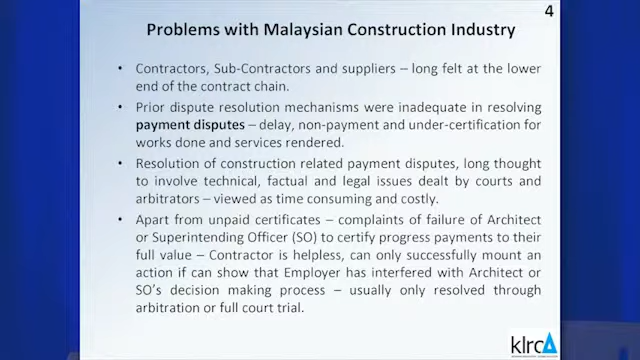 4
Problems with Malaysian Construction Industry
• Contractors, Sub-Contractors and suppliers – long felt at the lower
end of the contract chain.
• Prior dispute resolution mechanisms were inadequate in resolving
payment disputes – delay, non-payment and under-certification for
works done and services rendered.
• Resolution of construction related payment disputes, long thought
to involve technical, factual and legal issues dealt by courts and
arbitrators – viewed as time consuming and costly.
• Apart from unpaid certificates – complaints of failure of Architect
or Superintending Officer (SO) to certify progress payments to their
full value – Contractor is helpless, can only successfully mount an
action if can show that Employer has interfered with Architect or
SO's decision making process – usually only resolved through
arbitration or full court trial.
klrc